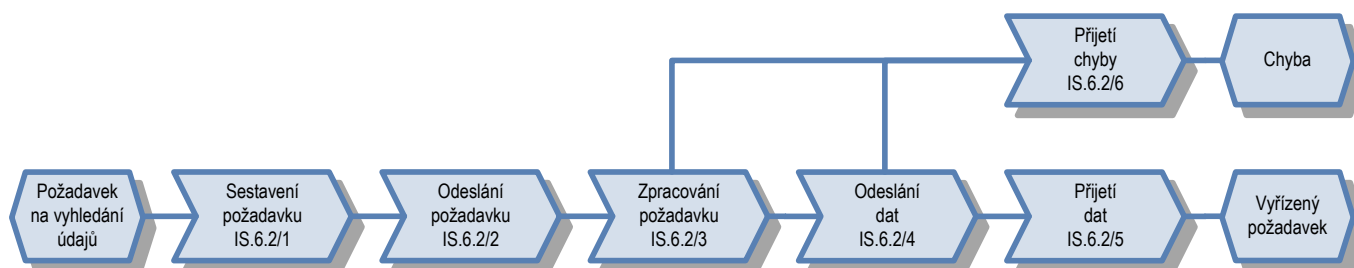 Přijetí
chyby
IS.6.2/6
Chyba
Požadavek
na vyhledání
údajů
Sestavení
požadavku
IS.6.2/1
Odeslání
požadavku
IS.6.2/2
Zpracování
požadavku
IS.6.2/3
Odeslání
dat
IS.6.2/4
Přijetí
dat
IS.6.2/5
Vyřízený
požadavek